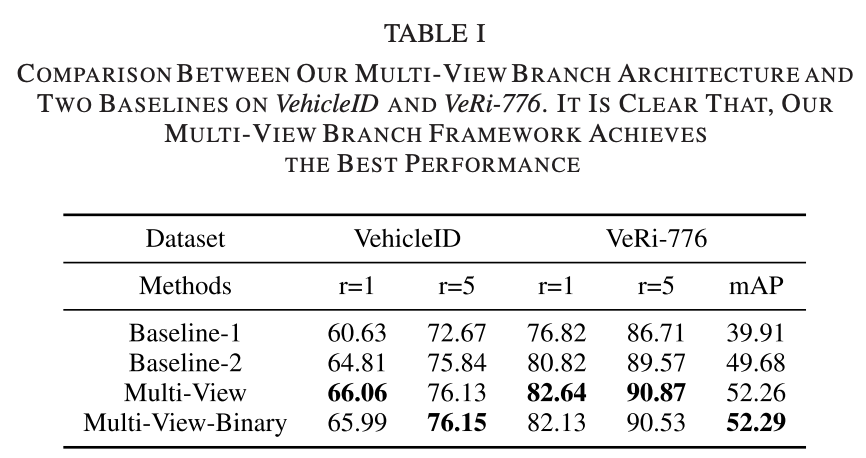 TABLE I
COMPARISON BETWEEN OUR MULTI-VIEW BRANCH ARCHITECTURE AND
TWO BASELINES ON VehicleID AND VeRi-776. IT IS CLEAR THAT, OUR
MULTI-VIEW BRANCH FRAMEWORK ACHIEVES
THE BEST PERFORMANCE
Dataset VehicleID VeRi-776
Methods r=1 r=5 r=1 r=5 mAP
Baseline-1 60.63 72.67 76.82 86.71 39.91
Baseline-2 64.81 75.84 80.82 89.57 49.68
Multi-View 66.06 76.13 82.64 90.87 52.26
Multi-View-Binary 65.99 76.15 82.13 90.53 52.29